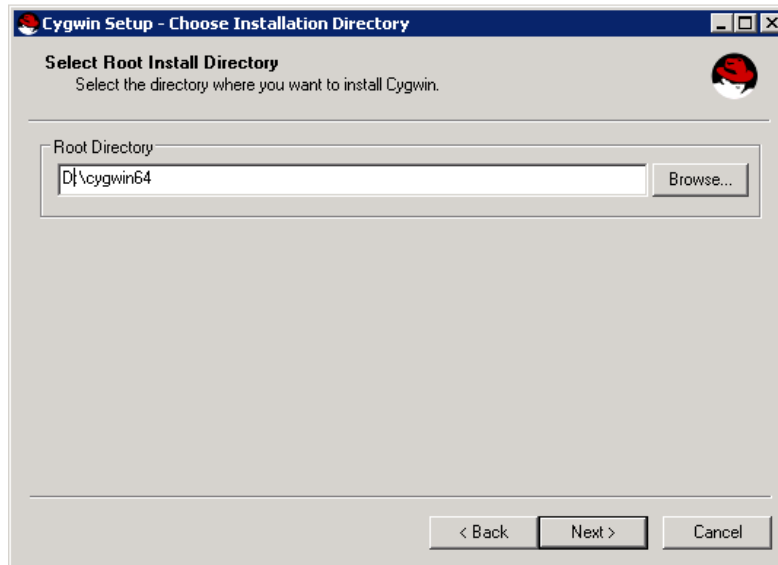 Cygwin Setup - Choose Installation Directory
Select Root Install Directory
Select the directory where you want to install Cygwin.
Root Directory
D:\cygwin64
Browse...
< Back
Next >
Cancel